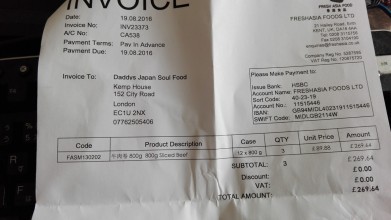 INVOICE
Date: 19.08.2016
Invoice No: INV23373
A/C No: CA538
Payment Terms: Pay In Advance
Payment Due: 19.08.2016
FRESH ASIA FOOD
FRESHASIA FOODS LTD
Invoice To: Daddys Japan Soul Food
Kemp House
152 City Road
London
EC1U 2NX
07762505406
Please Make Payment to:
Issue Bank: HSBC
Account Name: FRESHASIA FOODS LTD
Sort Code: 40-23-19
Account No.: 11515446
IBAN
SWIFT Code: MIDLGB2114W
Code Product Description Case QTY Unit Price Amount
FASM130202 牛肉卷 800g 800g Sliced Beef 12 x 800 g 3 £ 89.88 £ 269.64
SUBTOTAL: 3 £ 269.64
Discount: £ 0.00
VAT: £ 0.00
TOTAL AMOUNT: £ 269.64